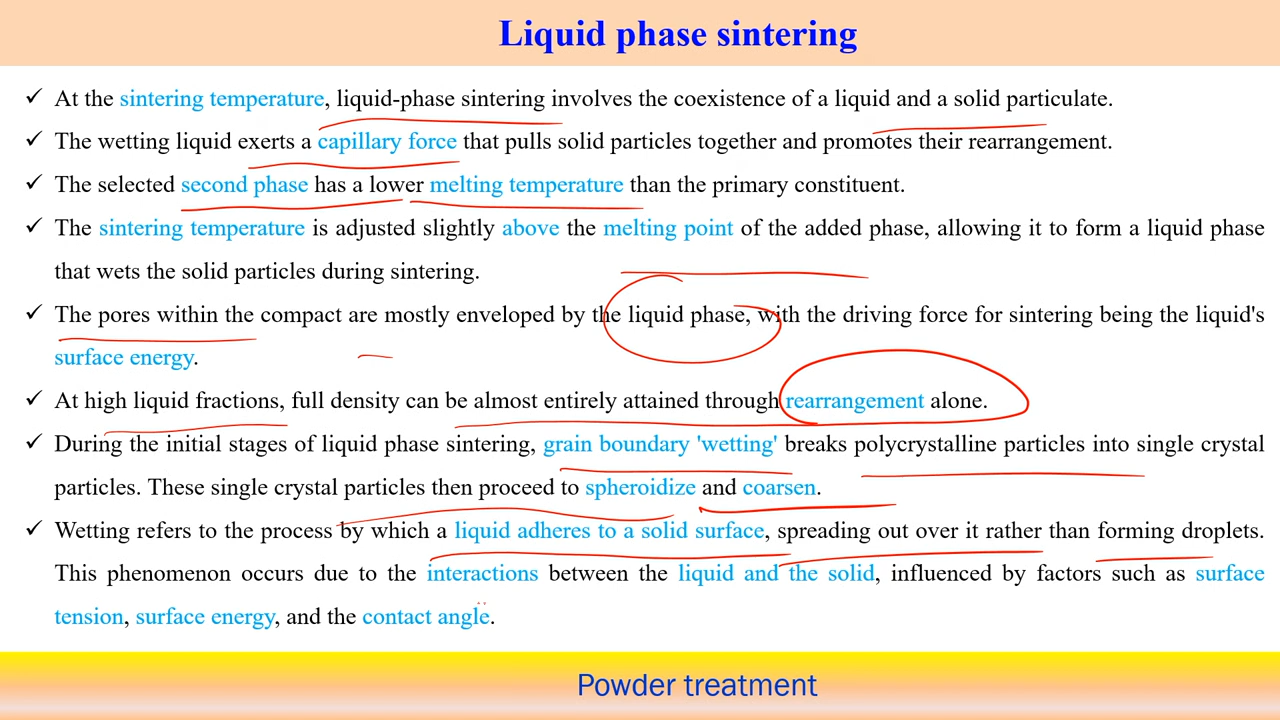 Liquid phase sintering
✓ At the sintering temperature, liquid-phase sintering involves the coexistence of a liquid and a solid particulate.
✓ The wetting liquid exerts a capillary force that pulls solid particles together and promotes their rearrangement.
✓ The selected second phase has a lower melting temperature than the primary constituent.
✓ The sintering temperature is adjusted slightly above the melting point of the added phase, allowing it to form a liquid phase
that wets the solid particles during sintering.
✓ The pores within the compact are mostly enveloped by the liquid phase, with the driving force for sintering being the liquid's
surface energy.
✓ At high liquid fractions, full density can be almost entirely attained through rearrangement alone.
✓ During the initial stages of liquid phase sintering, grain boundary 'wetting' breaks polycrystalline particles into single crystal
particles. These single crystal particles then proceed to spheroidize and coarsen.
✓ Wetting refers to the process by which a liquid adheres to a solid surface, spreading out over it rather than forming droplets.
This phenomenon occurs due to the interactions between the liquid and the solid, influenced by factors such as surface
tension, surface energy, and the contact angle.
Powder treatment